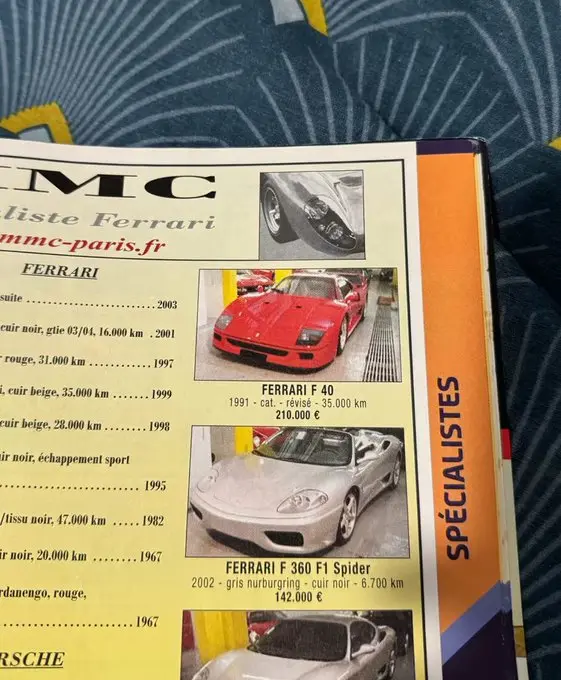 MMC
liste Ferrari
mmc-paris.fr
FERRARI
suite ........................ 2003
cuir noir, gtie 03/04, 16.000 km . 2001
rouge, 31.000 km ............ 1997
, cuir beige, 35.000 km ....... 1999
cuir beige, 28.000 km ....... 1998
noir, échappement sport
................................ 1995
/tissu noir, 47.000 km ..... 1982
noir, 20.000 km ........... 1967
rdanengo, rouge,
................................ 1967
RSCHE
FERRARI F 40
1991 - cat. - révisé - 35.000 km
210.000 €
FERRARI F 360 F1 Spider
2002 - gris nurburgring - cuir noir - 6.700 km
142.000 €
SPÉCIALISTES